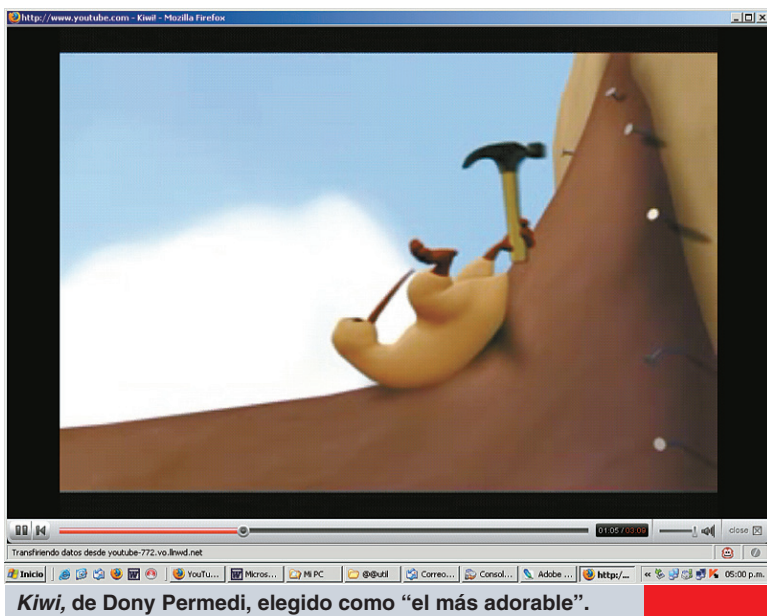 http://www.youtube.com - Kiwi! - Mozilla Firefox
01:05 / 03:09
close
Transfiriendo datos desde youtube-772.vo.llnwd.net
Inicio
YouTu...
Micros...
Mi PC
@@util
Correo...
Consol...
Adobe ...
http:/...
05:00 p.m.
Kiwi, de Dony Permedi, elegido como “el más adorable”.